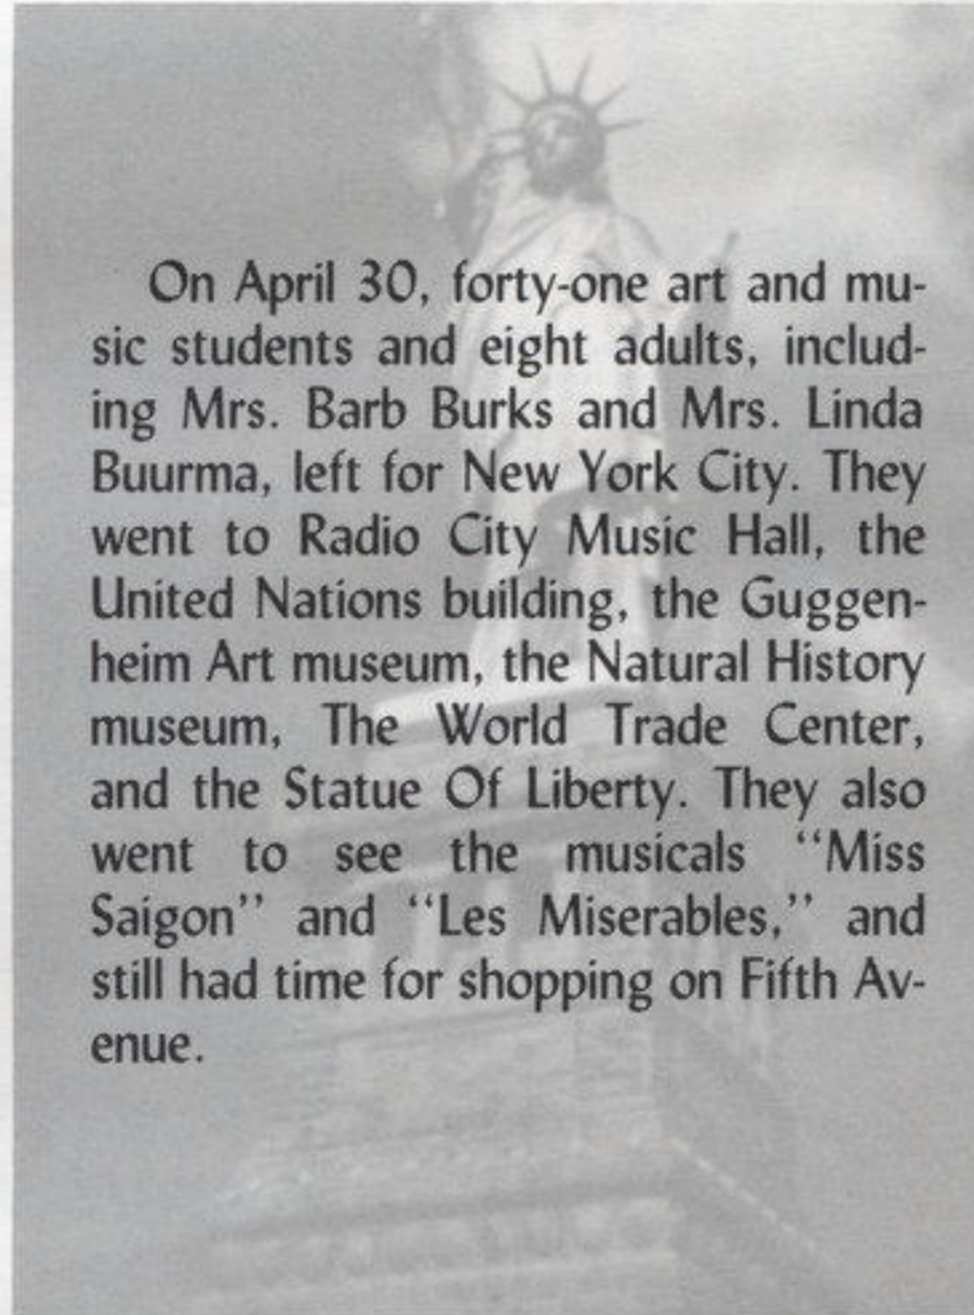 On April 30, forty-one art and mu-
sic students and eight adults, includ-
ing Mrs. Barb Burks and Mrs. Linda
Buurma, left for New York City. They
went to Radio City Music Hall, the
United Nations building, the Guggen-
heim Art museum, the Natural History
museum, The World Trade Center,
and the Statue Of Liberty. They also
went to see the musicals “Miss
Saigon” and “Les Miserables,” and
still had time for shopping on Fifth Av-
enue.